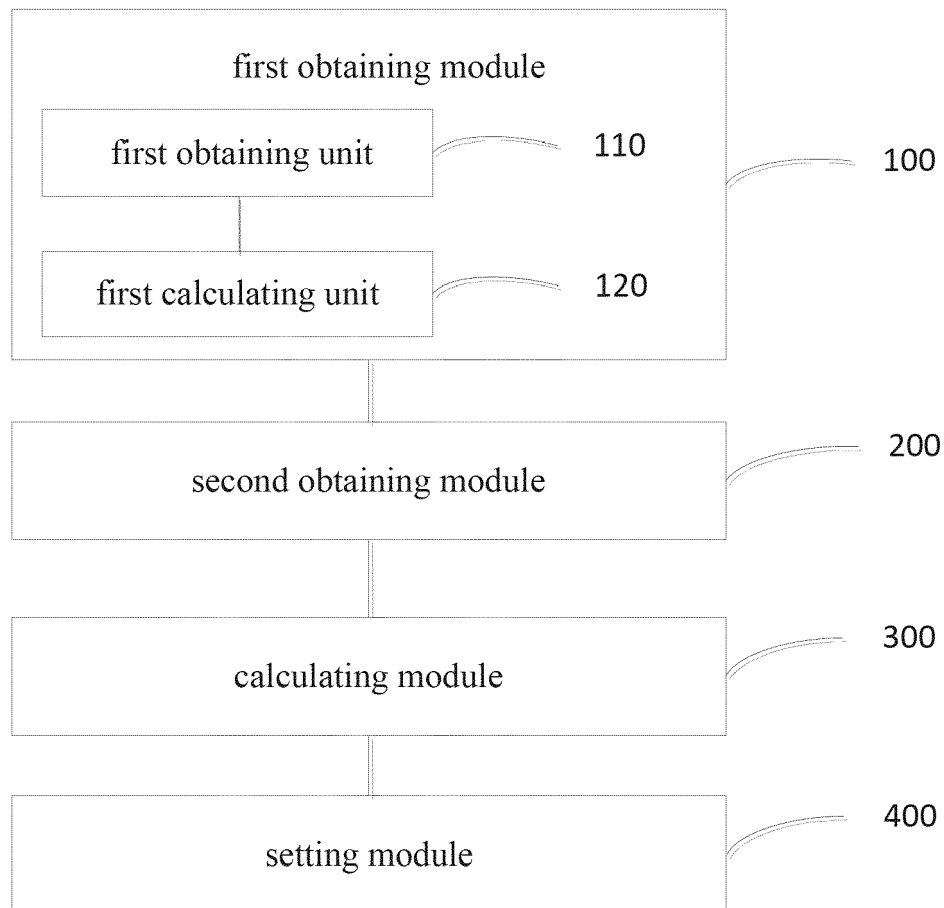 first obtaining module
first obtaining unit
110
100
first calculating unit
120
second obtaining module
200
calculating module
300
setting module
400